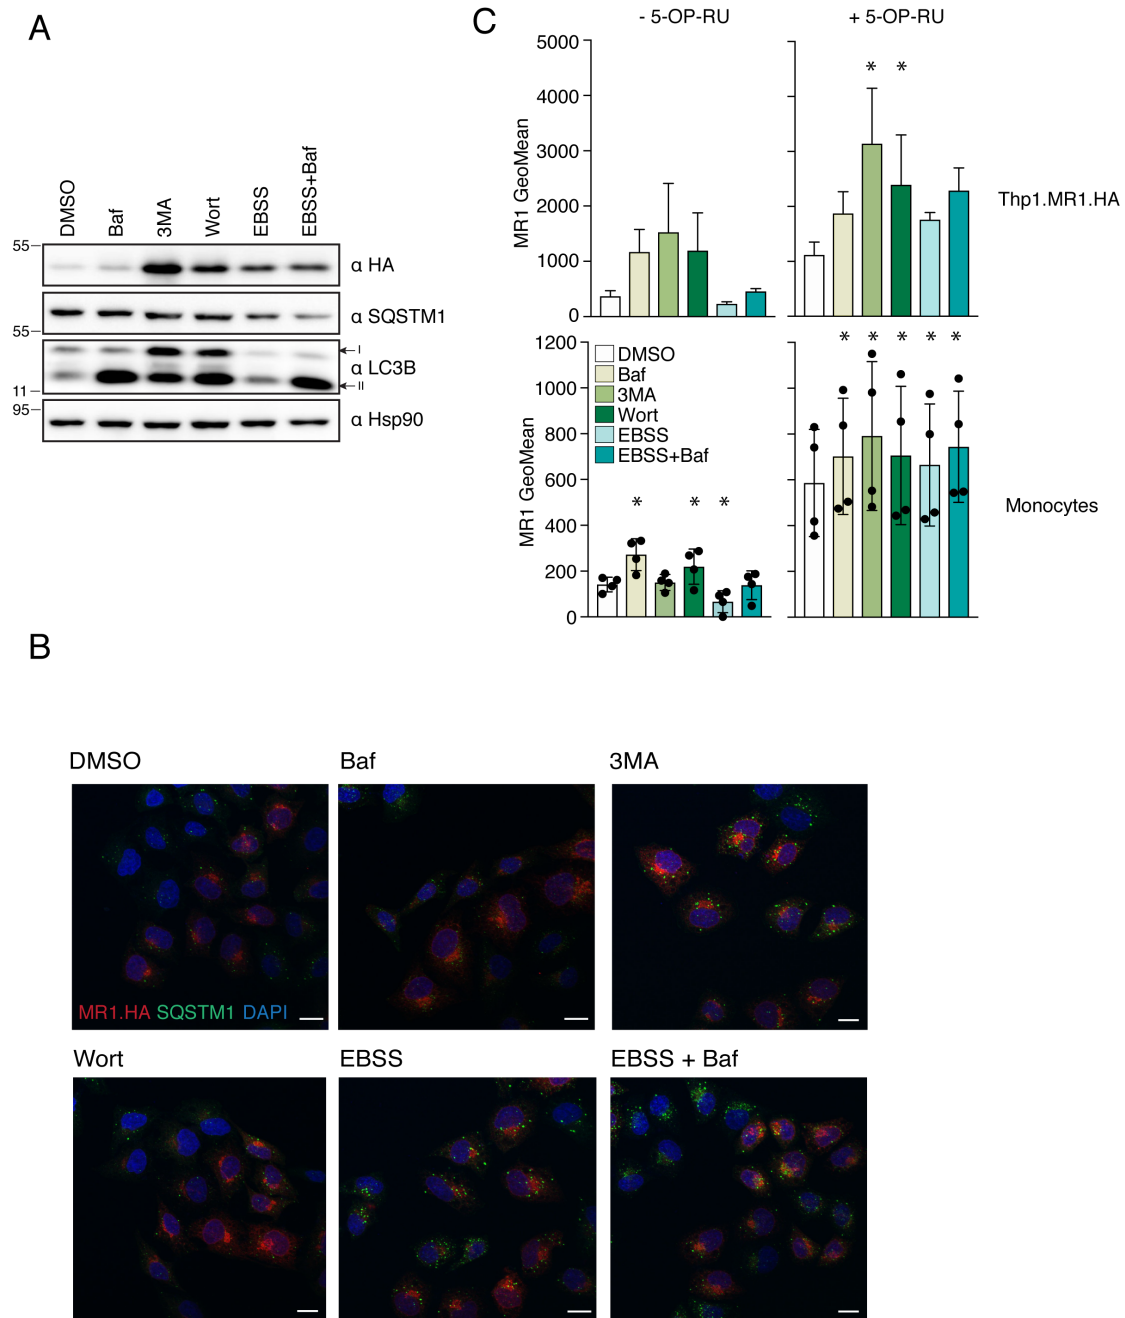 A
DMSO
Baf
3MA
Wort
EBSS
EBSS+Baf
55
α HA
α SQSTM1
55
I
α LC3B
II
11
95
α Hsp90
C
- 5-OP-RU
+ 5-OP-RU
5000
4000
3000
2000
1000
0
MR1 GeoMean
* *
Thp1.MR1.HA
1200
1000
800
600
400
200
0
MR1 GeoMean
DMSO
Baf
3MA
Wort
EBSS
EBSS+Baf
* * *
* * * * *
Monocytes
B
DMSO
Baf
3MA
MR1.HA SQSTM1 DAPI
Wort
EBSS
EBSS + Baf